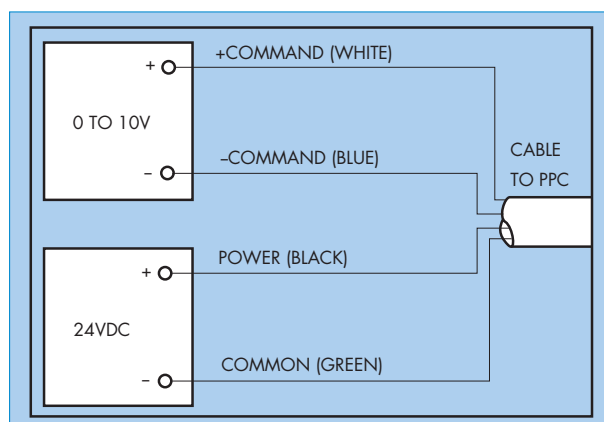 +COMMAND (WHITE)
+
0 TO 10V
–
–COMMAND (BLUE)
CABLE
TO PPC
POWER (BLACK)
+
24VDC
–
COMMON (GREEN)